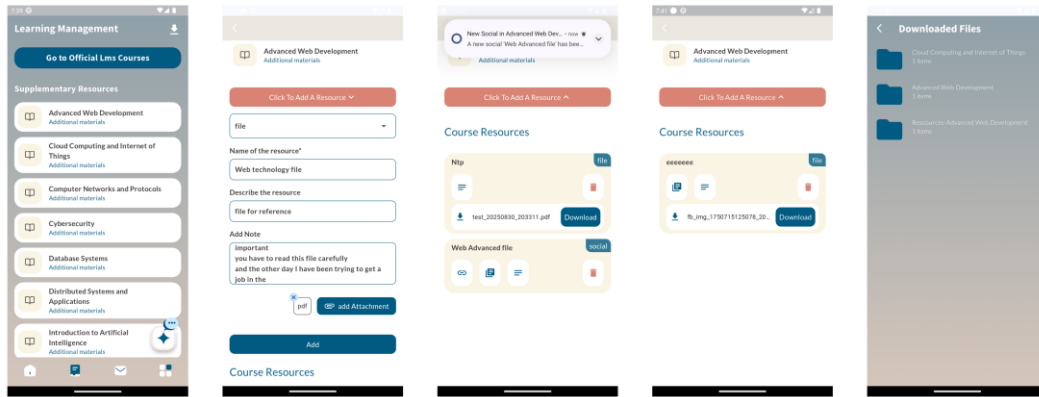 7:39
Learning Management
Go to Official Lms Courses
Supplementary Resources
Advanced Web Development
Additional materials
Cloud Computing and Internet of
Things
Additional materials
Computer Networks and Protocols
Additional materials
Cybersecurity
Additional materials
Database Systems
Additional materials
Distributed Systems and
Applications
Additional materials
Introduction to Artificial
Intelligence
Additional materials
Advanced Web Development
Additional materials
Click To Add A Resource
file
Name of the resource*
Web technology file
Describe the resource
file for reference
Add Note
important
you have to read this file carefully
and the other day I have been trying to get a
job in the
pdf
add Attachment
Add
Course Resources
New Social in Advanced Web Dev... • now
A new social 'Web Advanced file' has bee...
Additional materials
Click To Add A Resource
Course Resources
Ntp
file
test_20250830_203311.pdf
Download
Web Advanced file
social
7:41
Advanced Web Development
Additional materials
Click To Add A Resource
Course Resources
eeeeeee
file
fb_img_1750715125078_20...
Download
Downloaded Files
Cloud Computing and Internet of Things
1 items
Advanced Web Development
1 items
Ressources-Advanced Web Development
1 items